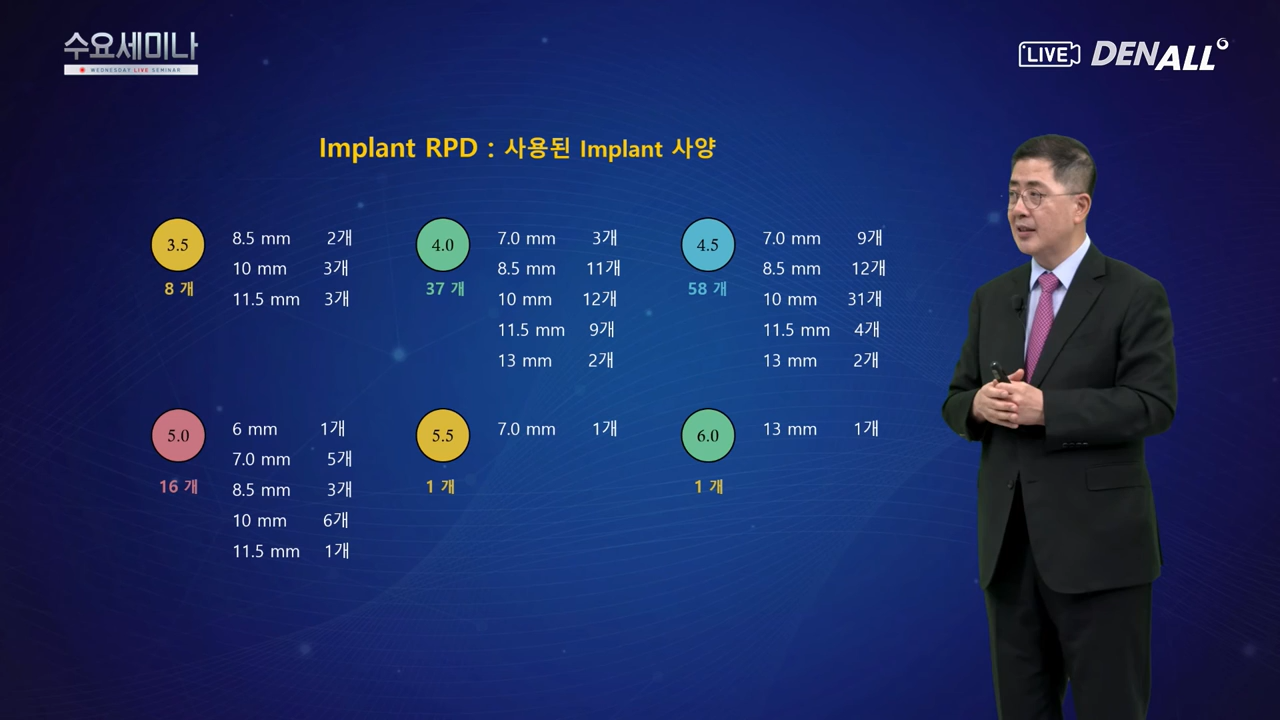 수요세미나
WEDNESDAY LIVE SEMINAR
LIVE DENALL
Implant RPD : 사용된 Implant 사양
3.5
8 개
8.5 mm 2개
10 mm 3개
11.5 mm 3개
4.0
37 개
7.0 mm 3개
8.5 mm 11개
10 mm 12개
11.5 mm 9개
13 mm 2개
4.5
58 개
7.0 mm 9개
8.5 mm 12개
10 mm 31개
11.5 mm 4개
13 mm 2개
5.0
16 개
6 mm 1개
7.0 mm 5개
8.5 mm 3개
10 mm 6개
11.5 mm 1개
5.5
1 개
7.0 mm 1개
6.0
1 개
13 mm 1개